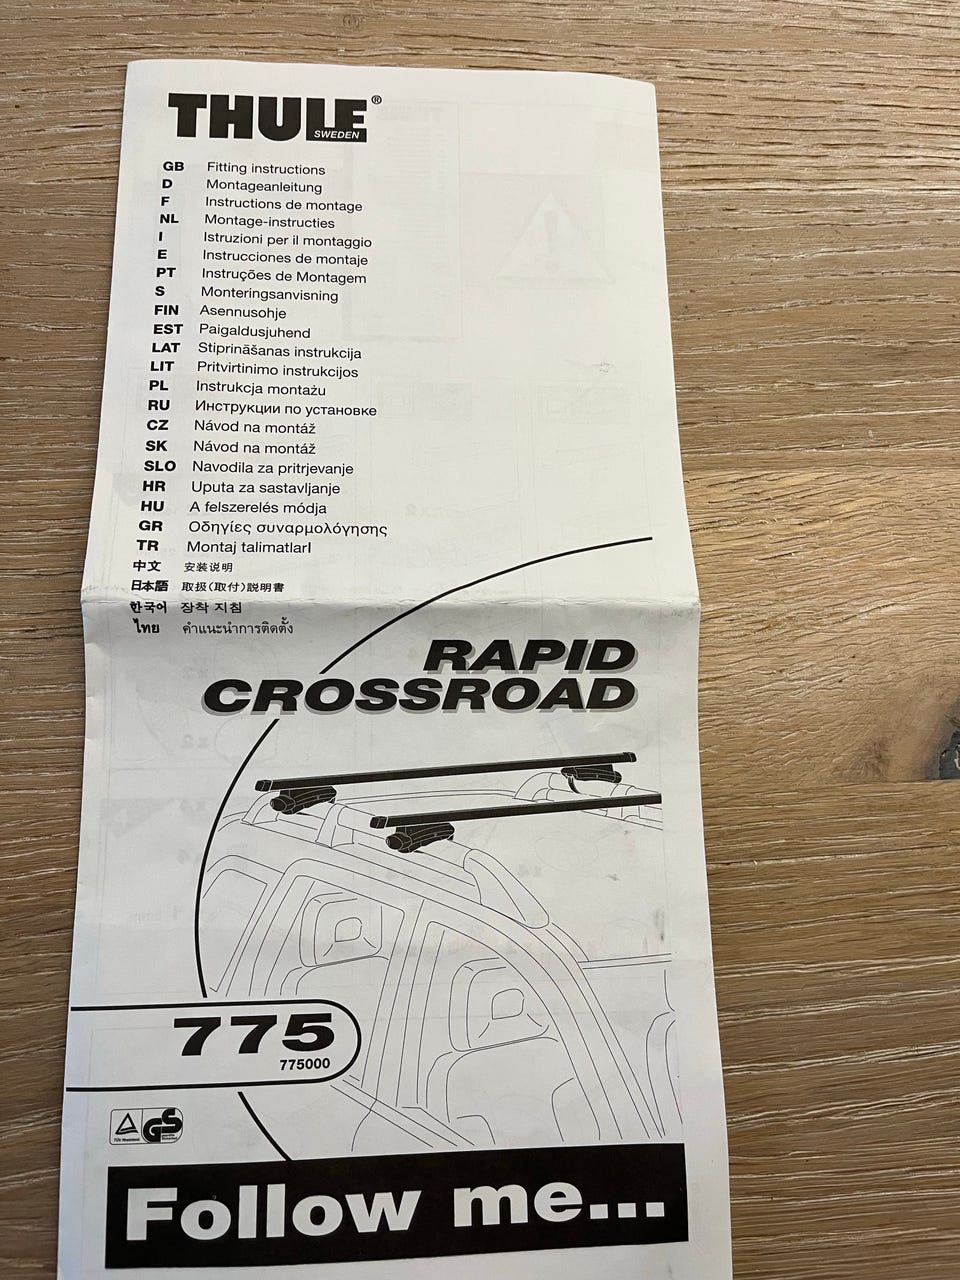 THULE®
SWEDEN
GB Fitting instructions
D Montageanleitung
F Instructions de montage
NL Montage-instructies
I Istruzioni per il montaggio
E Instrucciones de montaje
PT Instruções de Montagem
S Monteringsanvisning
FIN Asennusohje
EST Paigaldusjuhend
LAT Stiprināšanas instrukcija
LIT Pritvirtinimo instrukcijos
PL Instrukcja montażu
RU Инструкции по установке
CZ Návod na montáž
SK Návod na montáž
SLO Navodila za pritrjevanje
HR Uputa za sastavljanje
HU A felszerelés módja
GR Οδηγίες συναρμολόγησης
TR Montaj talimatlarI
中文 安装说明
日本語 取扱(取付)説明書
한국어 장착 지침
ไทย คำแนะนำการติดตั้ง
RAPID
CROSSROAD
775
775000
GS
Follow me...